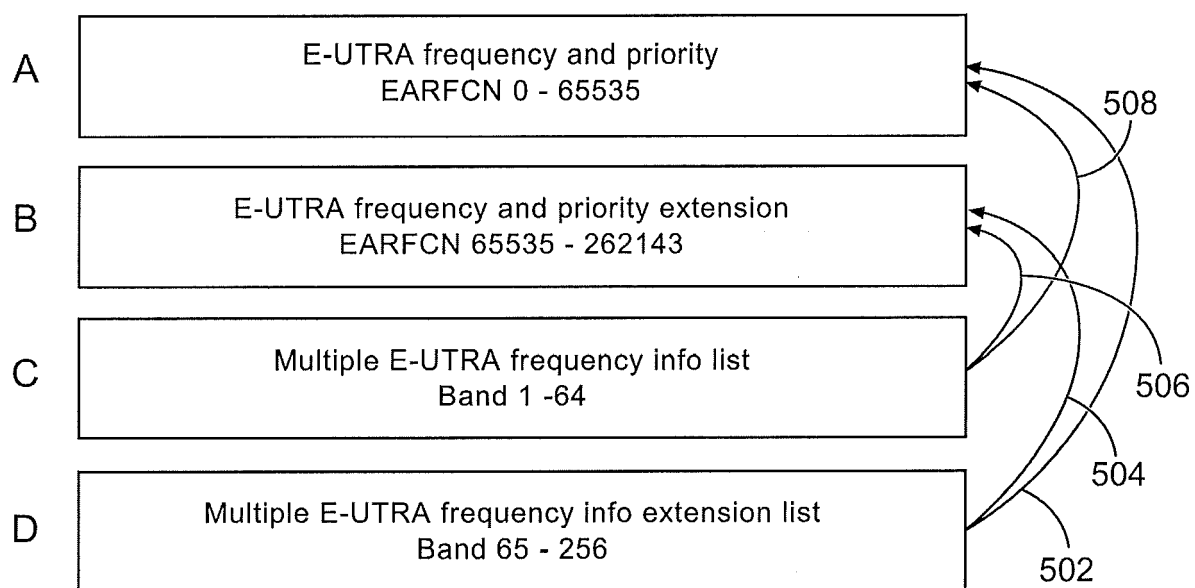 A
E-UTRA frequency and priority
EARFCN 0 - 65535
508
B
E-UTRA frequency and priority extension
EARFCN 65535 - 262143
C
Multiple E-UTRA frequency info list
Band 1 -64
506
504
D
Multiple E-UTRA frequency info extension list
Band 65 - 256
502